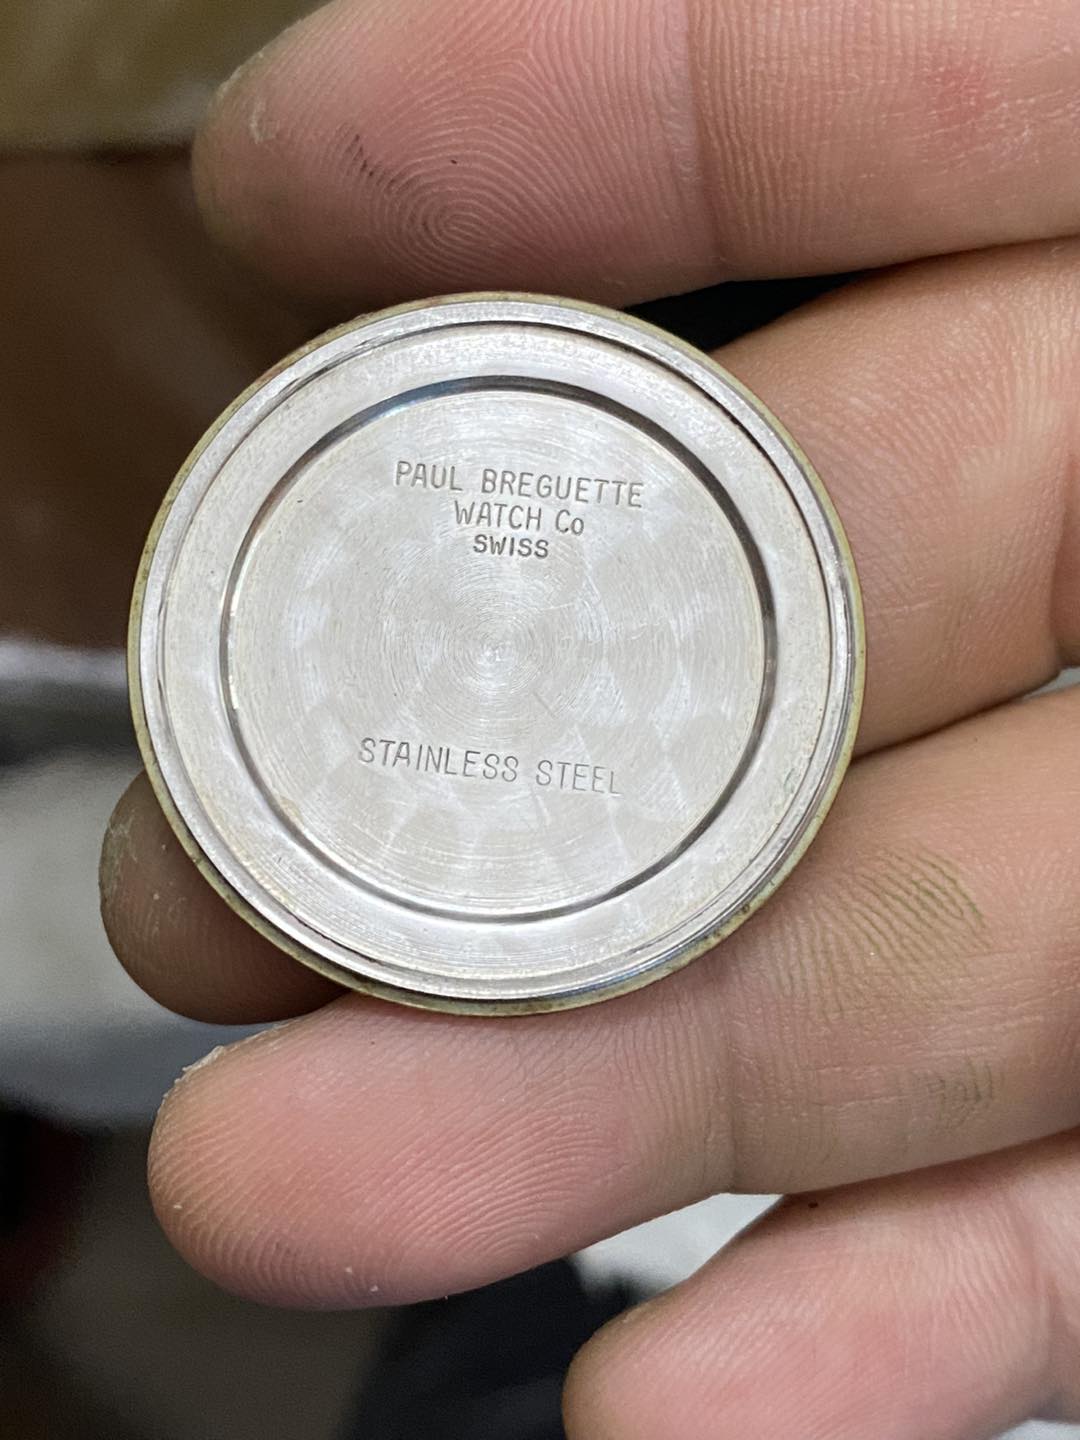 PAUL BREGUETTE
WATCH Co
SWISS
STAINLESS STEEL